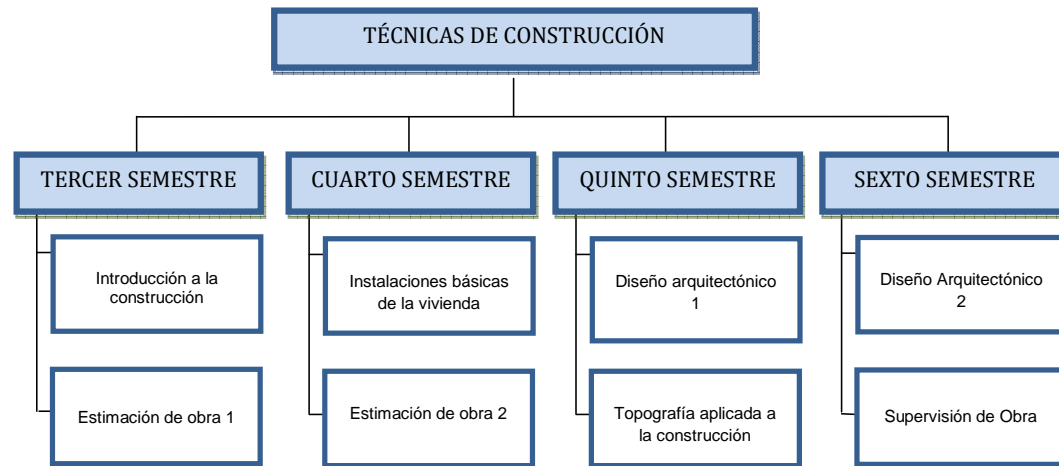 TÉCNICAS DE CONSTRUCCIÓN
TERCER SEMESTRE
Introducción a la
construcción
Estimación de obra 1
CUARTO SEMESTRE
Instalaciones básicas
de la vivienda
Estimación de obra 2
QUINTO SEMESTRE
Diseño arquitectónico
1
Topografía aplicada a
la construcción
SEXTO SEMESTRE
Diseño Arquitectónico
2
Supervisión de Obra